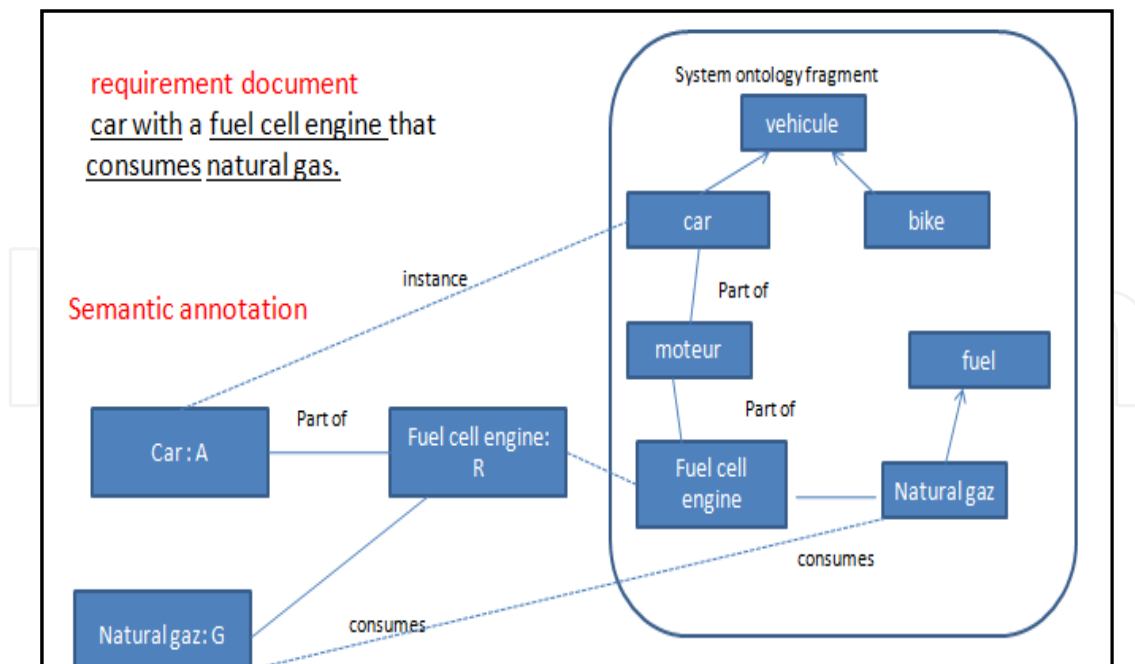 requirement document
car with a fuel cell engine that
consumes natural gas.
System ontology fragment
vehicule
car
bike
instance
Part of
Semantic annotation
moteur
fuel
Part of
Part of
Car : A
Fuel cell engine:
R
Fuel cell
engine
Natural gaz
consumes
Natural gaz: G
consumes